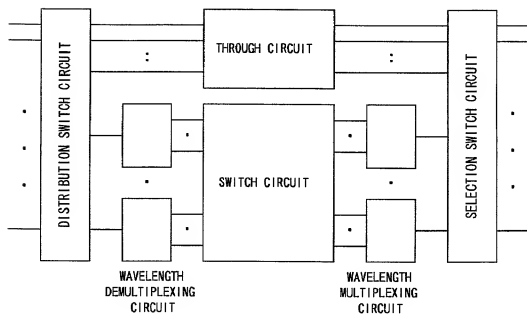 DISTRIBUTION SWITCH CIRCUIT
THROUGH CIRCUIT
SWITCH CIRCUIT
SELECTION SWITCH CIRCUIT
WAVELENGTH
DEMULTIPLEXING
CIRCUIT
WAVELENGTH
MULTIPLEXING
CIRCUIT